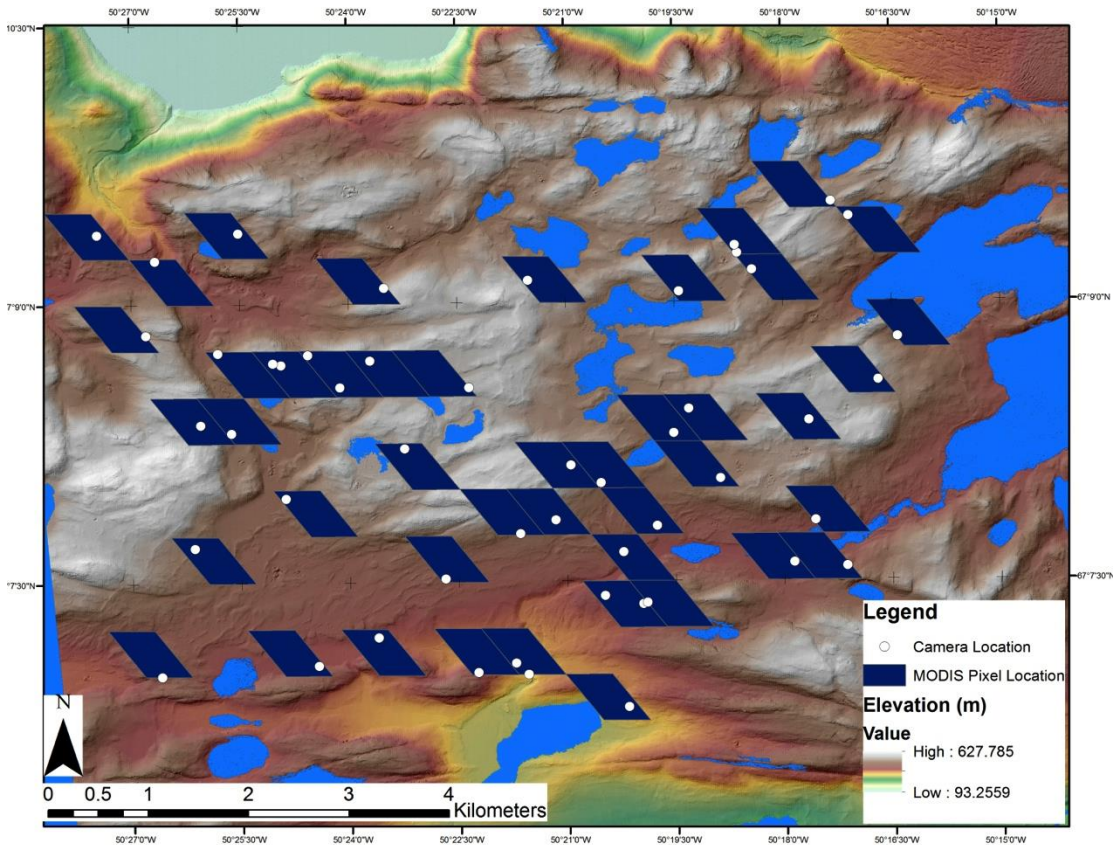 50°27'0"W 50°25'30"W 50°24'0"W 50°22'30"W 50°21'0"W 50°19'30"W 50°18'0"W 50°16'30"W 50°15'0"W
10'30"
7°9'0"N
67°9'0"N
°7'30"N
67°7'30"N
Legend
Camera Location
MODIS Pixel Location
Elevation (m)
Value
High : 627.785
Low : 93.2559
N
0 0.5 1 2 3 4
Kilometers
50°27'0"W 50°25'30"W 50°24'0"W 50°22'30"W 50°21'0"W 50°19'30"W 50°18'0"W 50°16'30"W 50°15'0"W